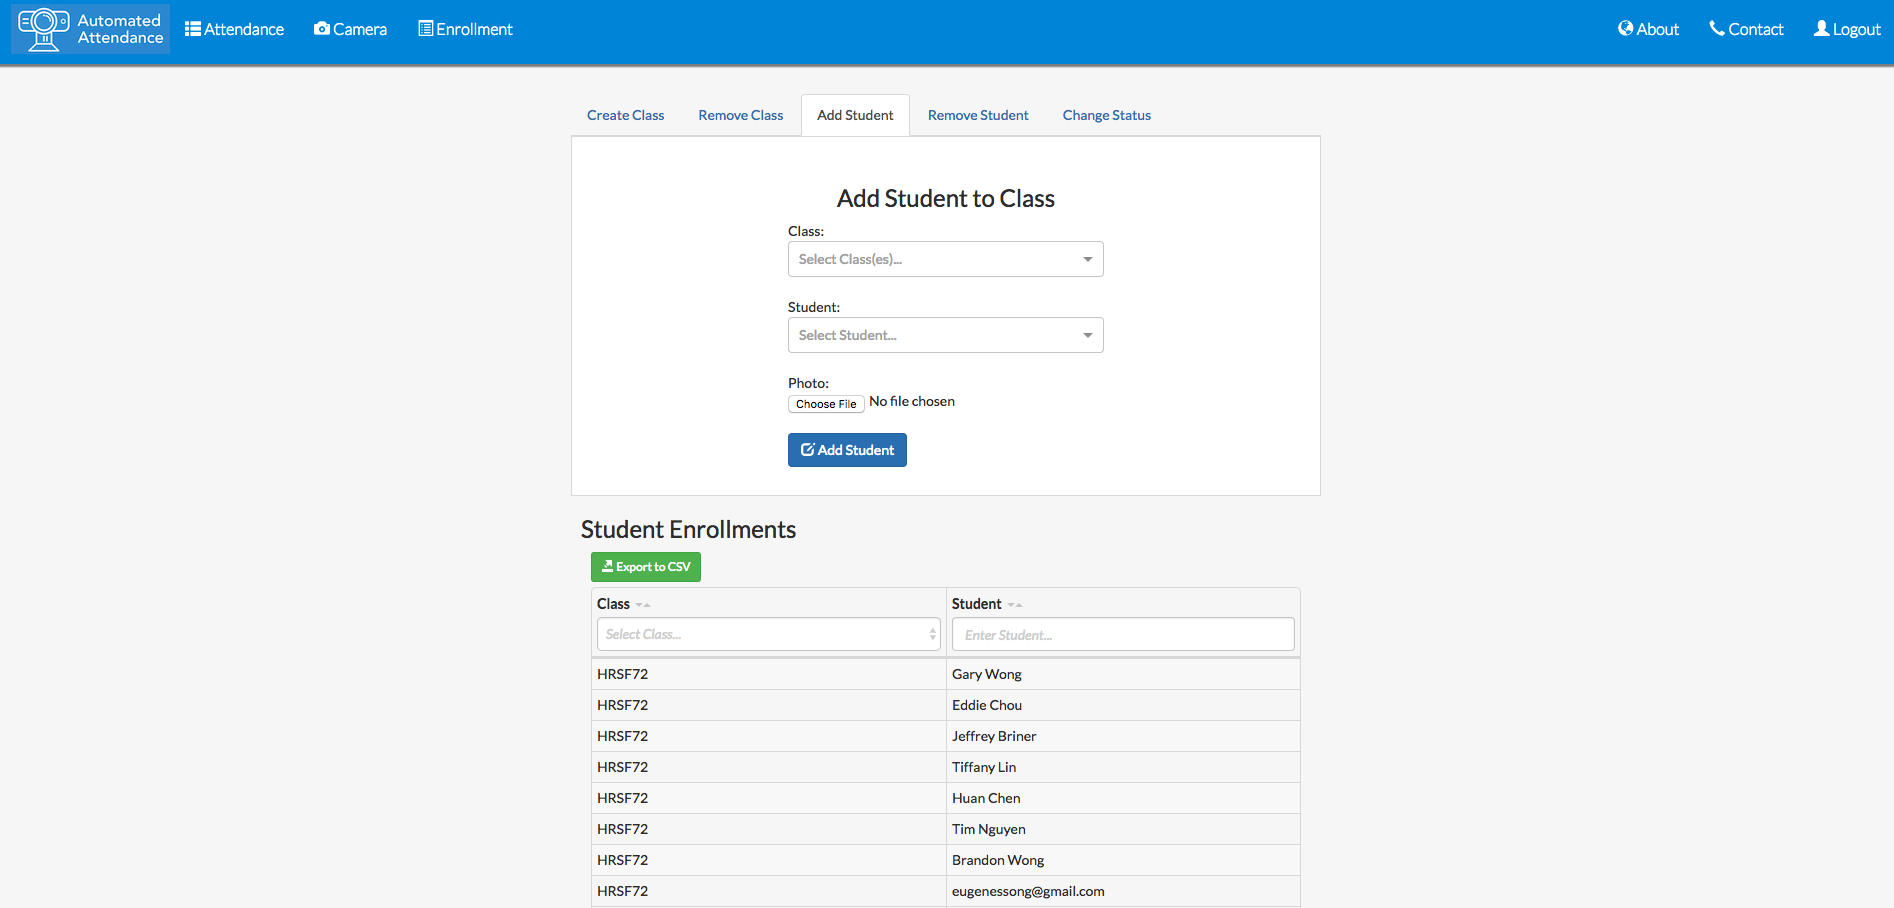 Automated
Attendance
Attendance Camera Enrollment About Contact Logout
Create Class Remove Class Add Student Remove Student Change Status
Add Student to Class
Class:
Select Class(es)...
Student:
Select Student...
Photo:
Choose File No file chosen
Add Student
Student Enrollments
Export to CSV
Class Student
Select Class... Enter Student...
HRSF72 Gary Wong
HRSF72 Eddie Chou
HRSF72 Jeffrey Briner
HRSF72 Tiffany Lin
HRSF72 Huan Chen
HRSF72 Tim Nguyen
HRSF72 Brandon Wong
HRSF72 eugenessong@gmail.com